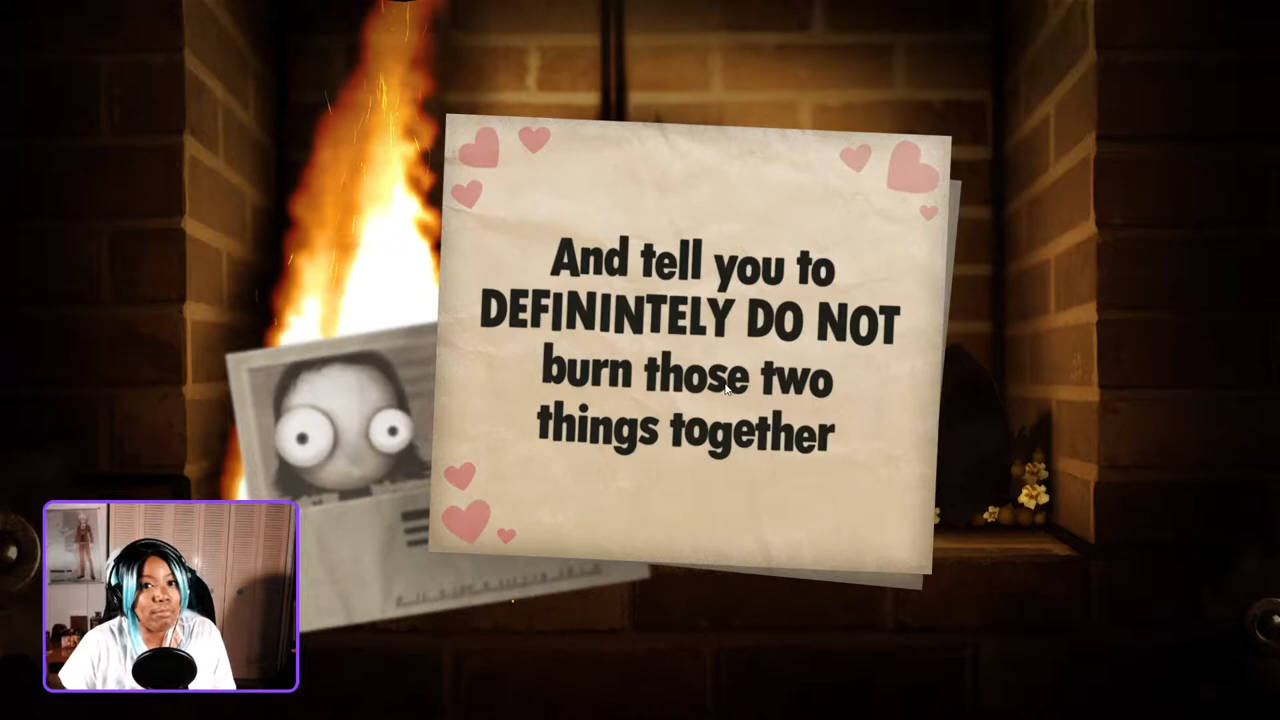 And tell you to
DEFININTELY DO NOT
burn those two
things together